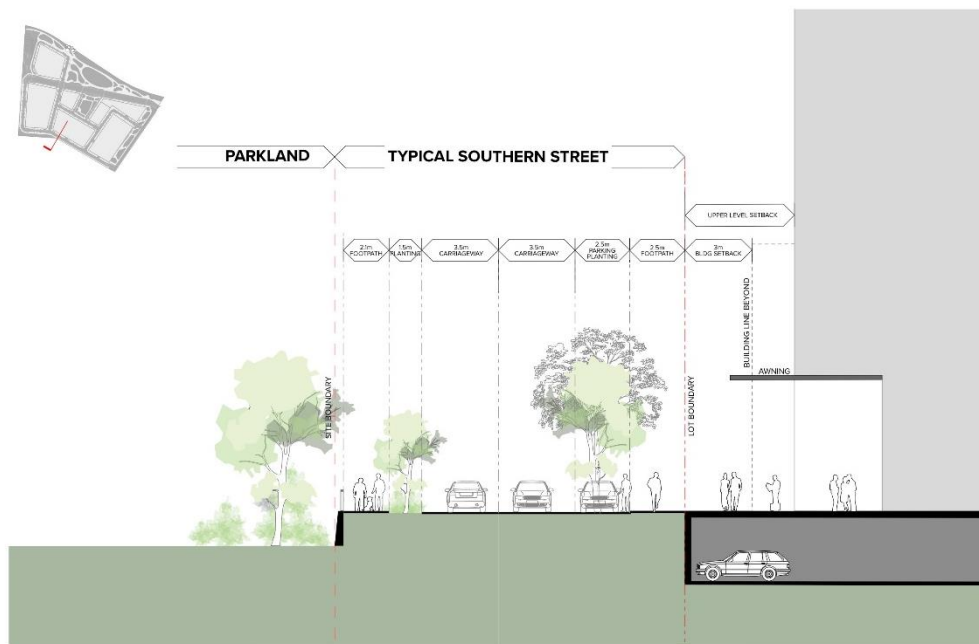 PARKLAND
TYPICAL SOUTHERN STREET
UPPER LEVEL SETBACK
2.1m
FOOTPATH
1.5m
PLANTING
3.5m
CARRIAGEWAY
3.5m
CARRIAGEWAY
2.5m
PARKING
PLANTING
2.5m
FOOTPATH
3m
BLDG SETBACK
SITE BOUNDARY
LOT BOUNDARY
BUILDING LINE BEYOND
AWNING